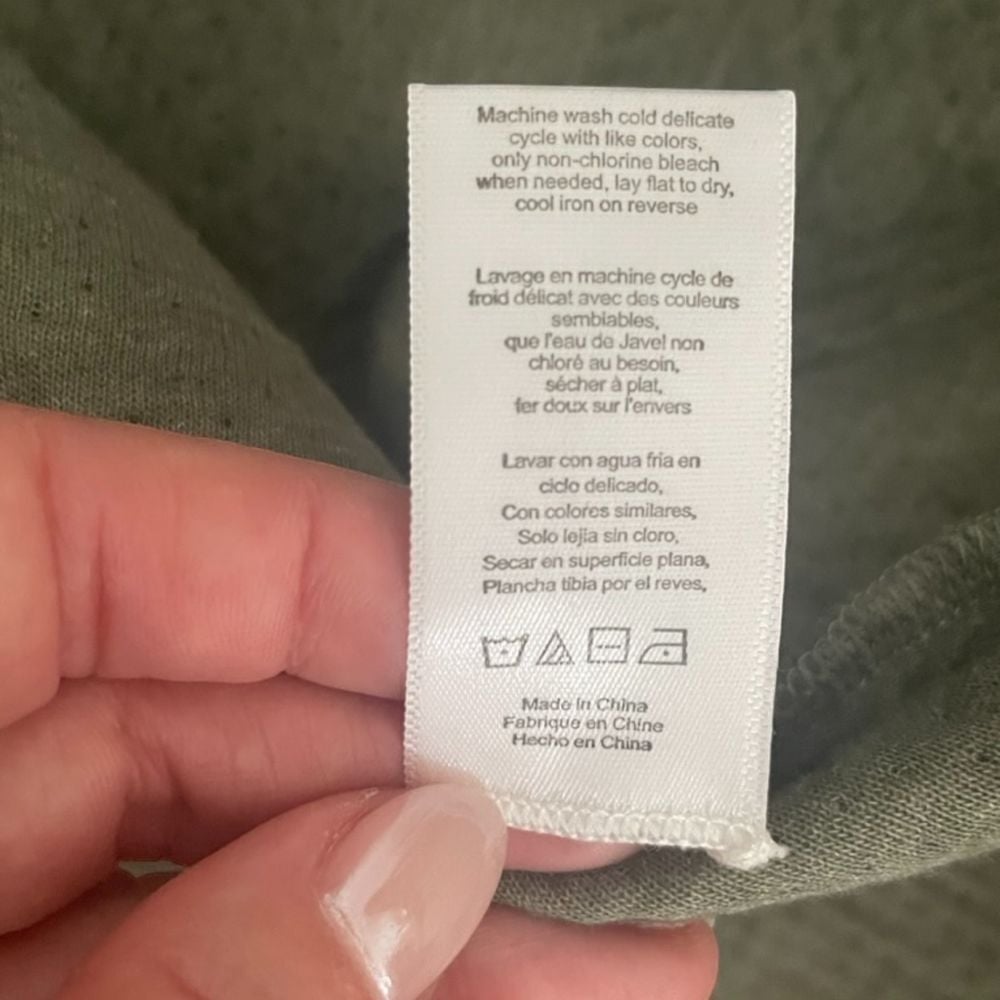 Machine wash cold delicate
cycle with like colors,
only non-chlorine bleach
when needed, lay flat to dry,
cool iron on reverse
Lavage en machine cycle de
froid délicat avec des couleurs
semblables,
que l'eau de Javel non
chloré au besoin,
sécher à plat,
fer doux sur l'envers
Lavar con agua fria en
ciclo delicado,
Con colores similares,
Solo lejia sin cloro,
Secar en superficie plana,
Plancha tibia por el reves,
Made in China
Fabrique en Chine
Hecho en China